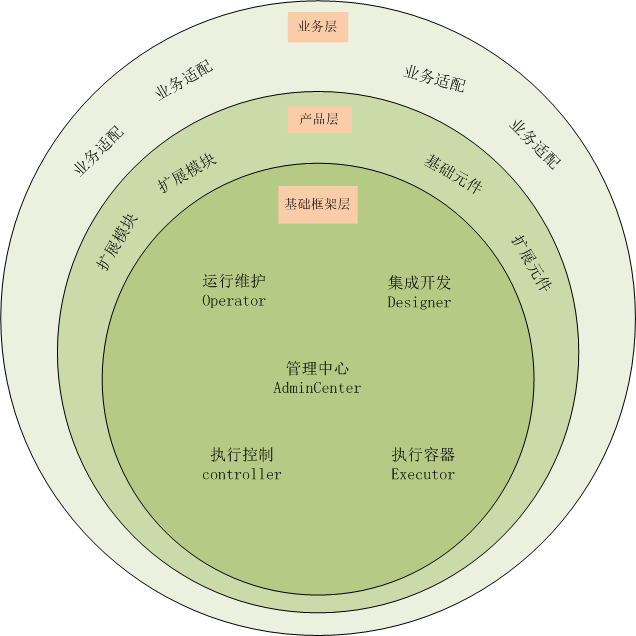 业务层
业务适配
业务适配
业务适配
业务适配
产品层
扩展模块
扩展模块
基础元件
扩展元件
基础框架层
运行维护
Operator
集成开发
Designer
管理中心
AdminCenter
执行控制
controller
执行容器
Executor